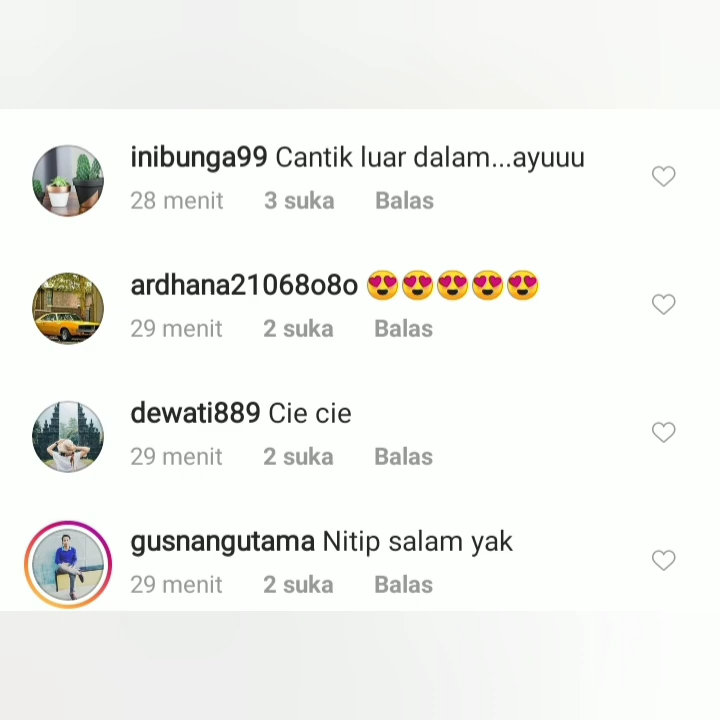 inibunga99 Cantik luar dalam...ayuuu
28 menit 3 suka Balas
ardhana21068o8o 😍😍😍😍😍
29 menit 2 suka Balas
dewati889 Cie cie
29 menit 2 suka Balas
gusnangutama Nitip salam yak
29 menit 2 suka Balas